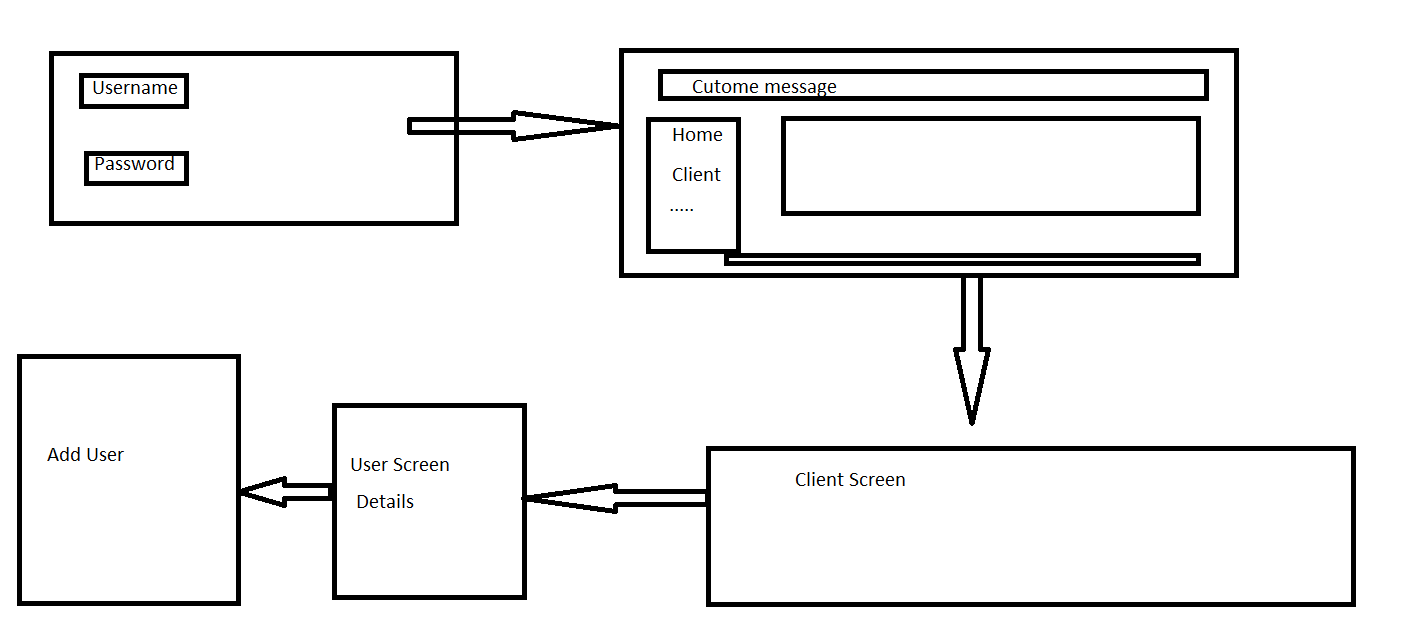 Username
Password
Cutome message
Home
Client
.....
Client Screen
User Screen
Details
Add User